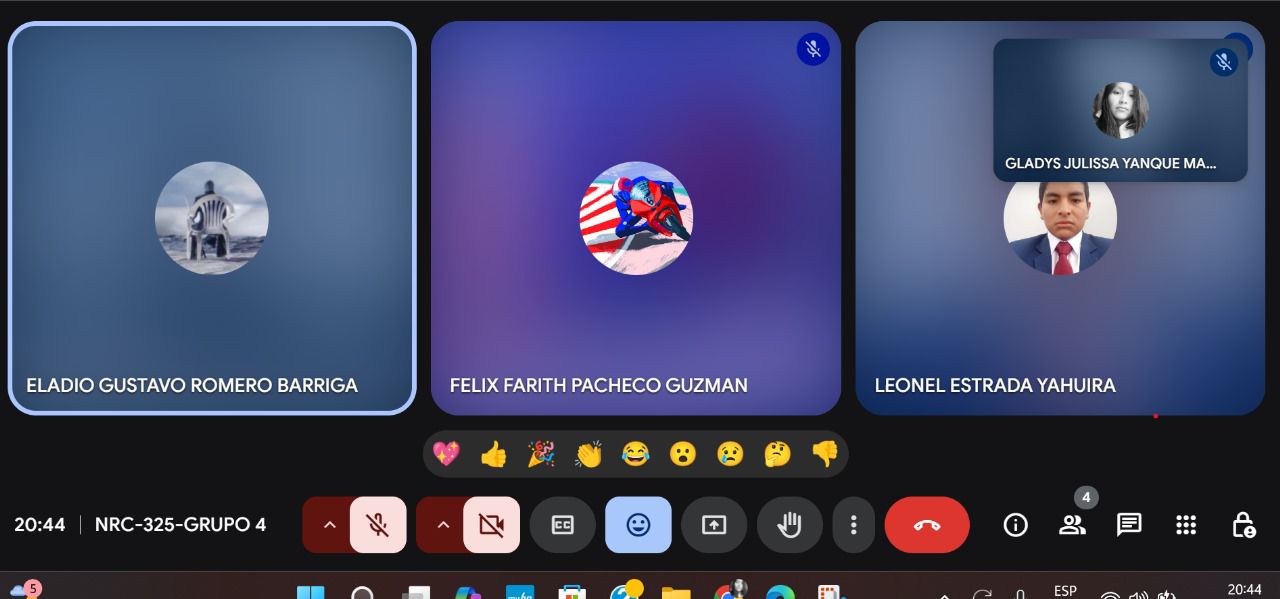 GLADYS JULISSA YANQUE MA...
ELADIO GUSTAVO ROMERO BARRIGA
FELIX FARITH PACHECO GUZMAN
LEONEL ESTRADA YAHUIRA
4
20:44 | NRC-325-GRUPO 4
CC
5
ESP
20:44